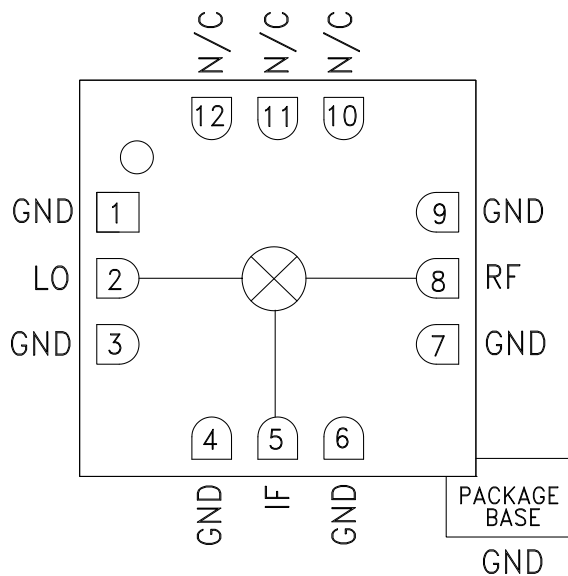 N/C N/C N/C
12 11 10
GND 1 9 GND
LO 2 8 RF
GND 3 7 GND
4 5 6
GND IF GND
PACKAGE
BASE
GND